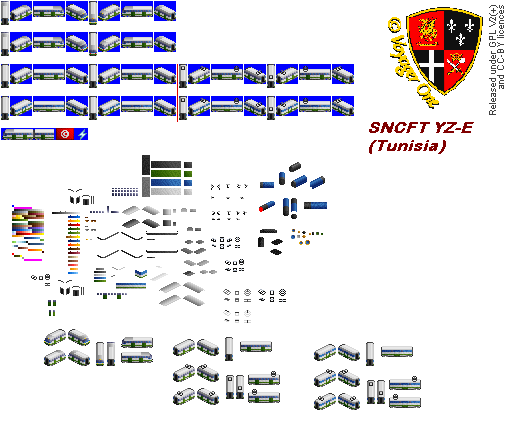 © Voyager One
Released under GPL V2(+)
and CC-BY licences
SNCFT YZ-E
(Tunisia)